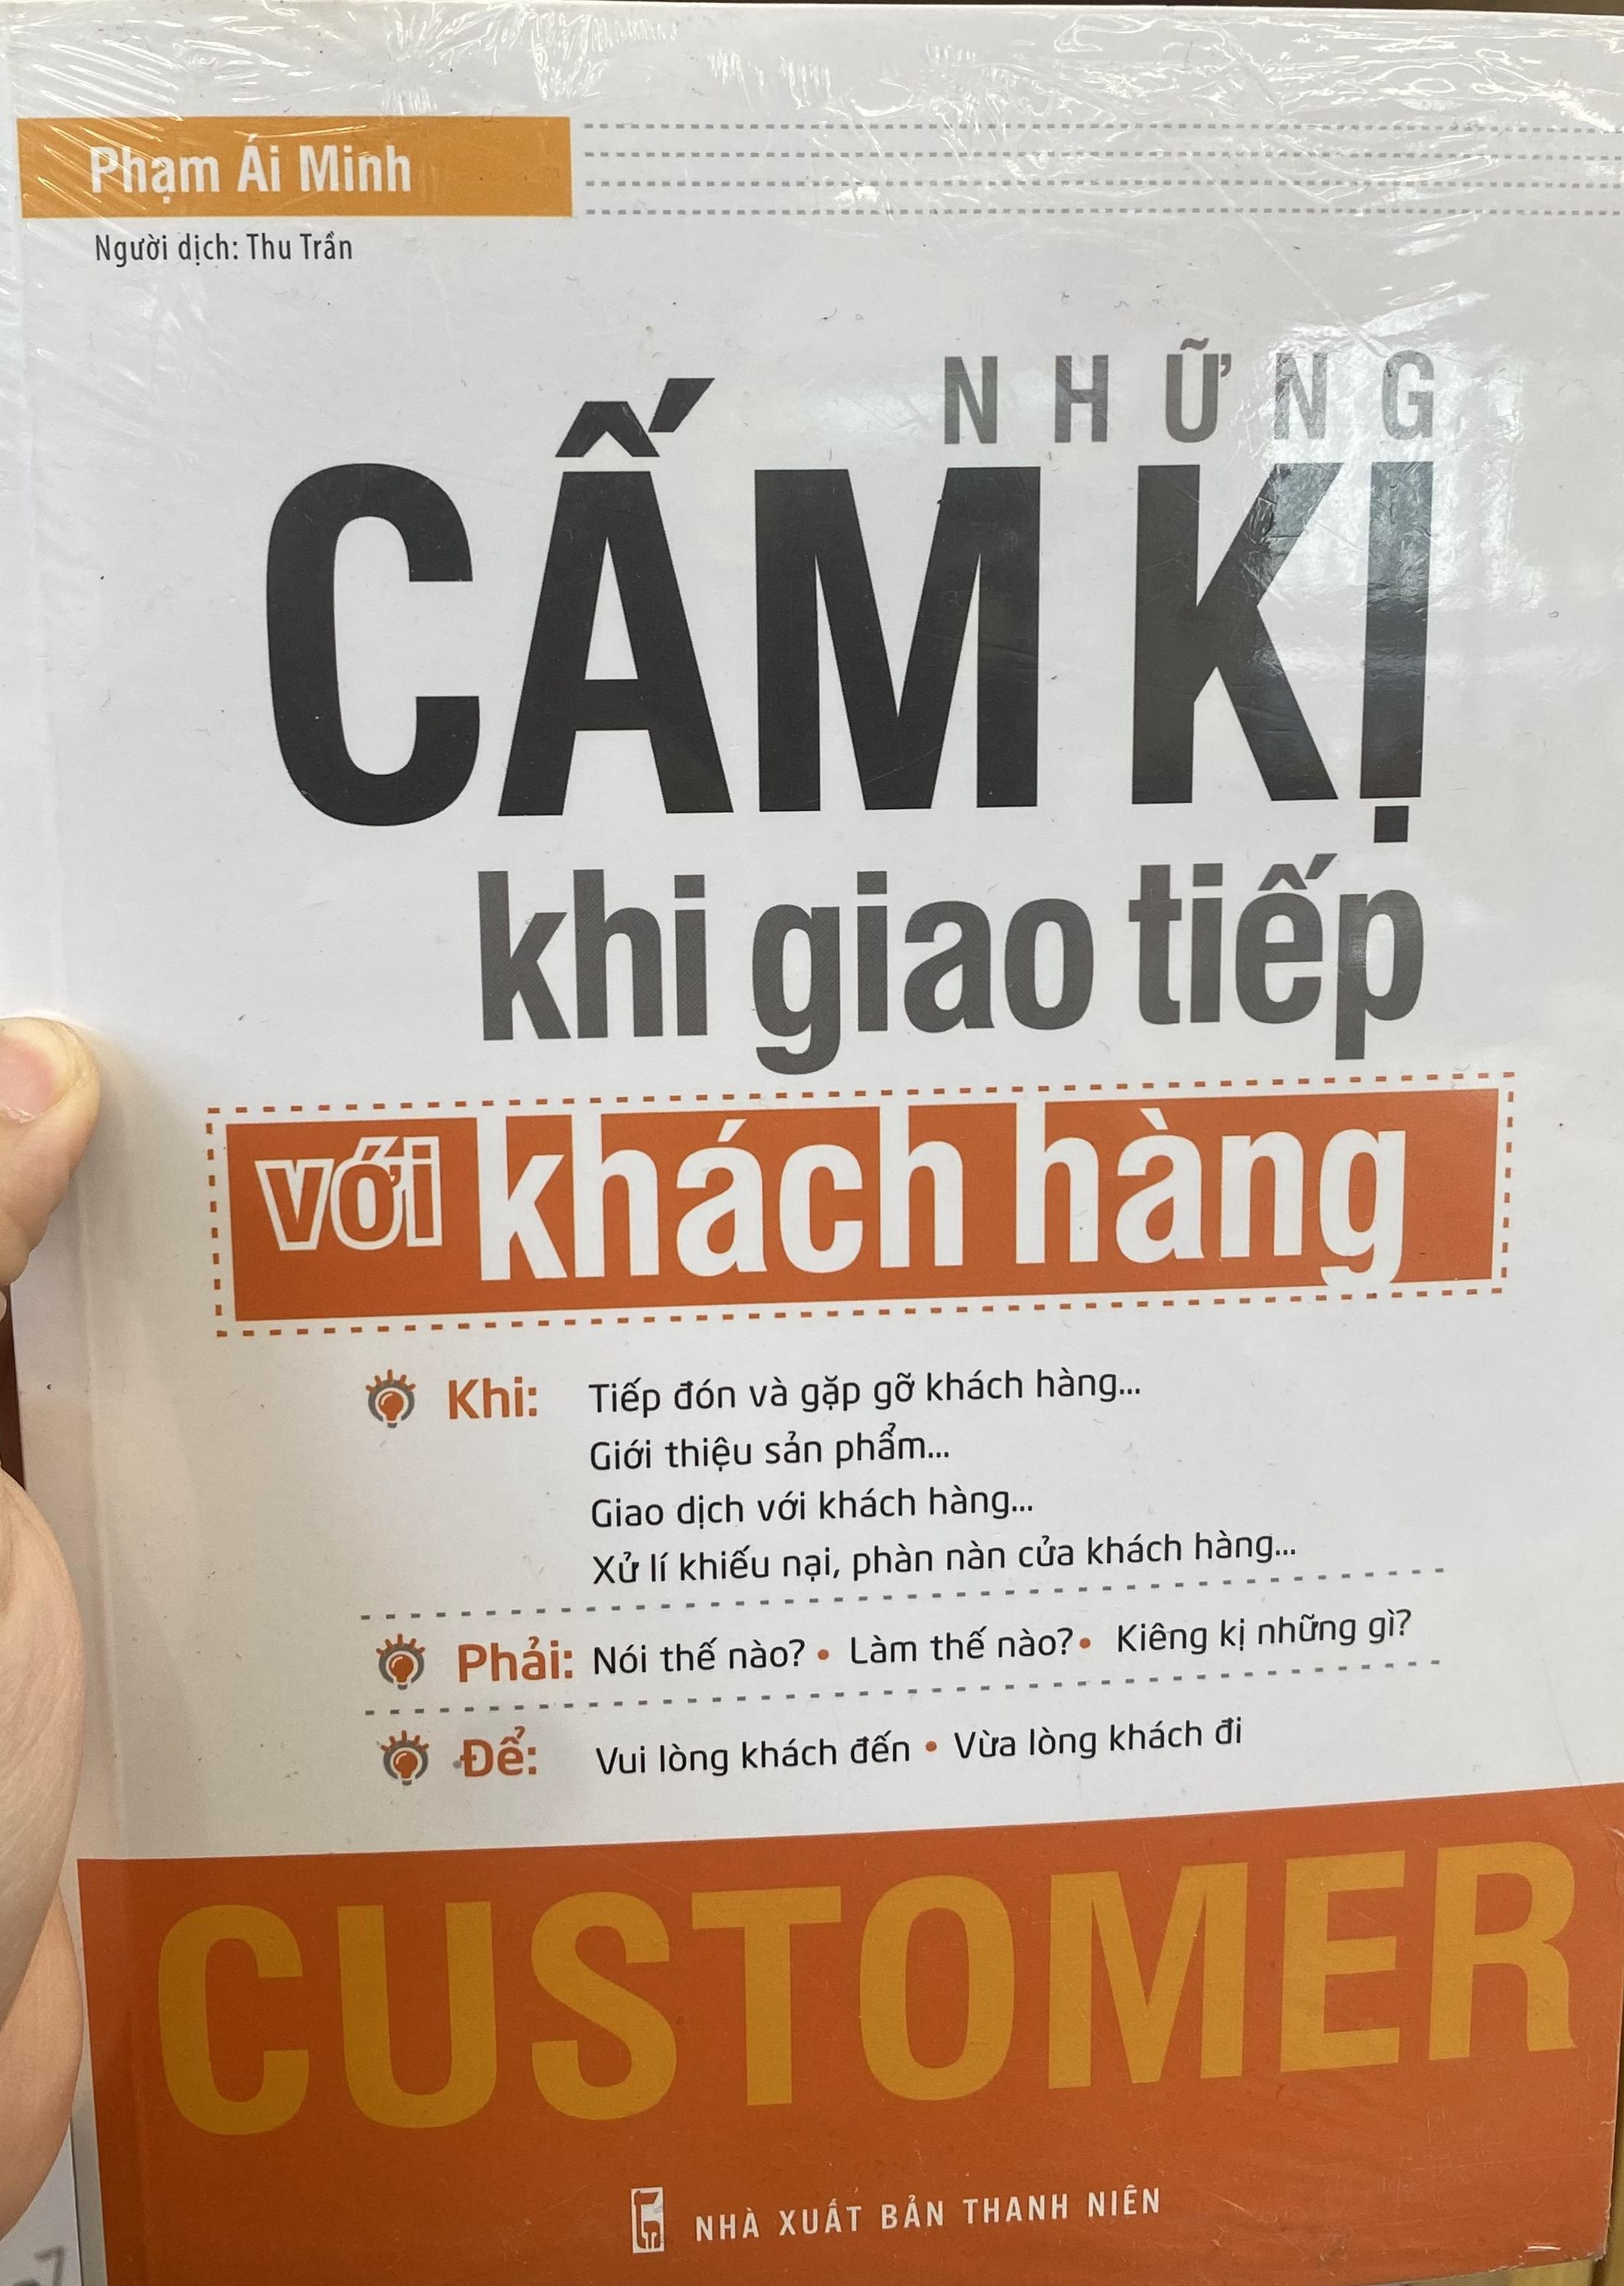 Phạm Ái Minh
Người dịch: Thu Trần
NHỮNG
CẤM KỊ
khi giao tiếp
với khách hàng
Khi: Tiếp đón và gặp gỡ khách hàng...
Giới thiệu sản phẩm...
Giao dịch với khách hàng...
Xử lí khiếu nại, phàn nàn của khách hàng...
Phải: Nói thế nào? • Làm thế nào? • Kiêng kị những gì?
Để: Vui lòng khách đến • Vừa lòng khách đi
CUSTOMER
NHÀ XUẤT BẢN THANH NIÊN